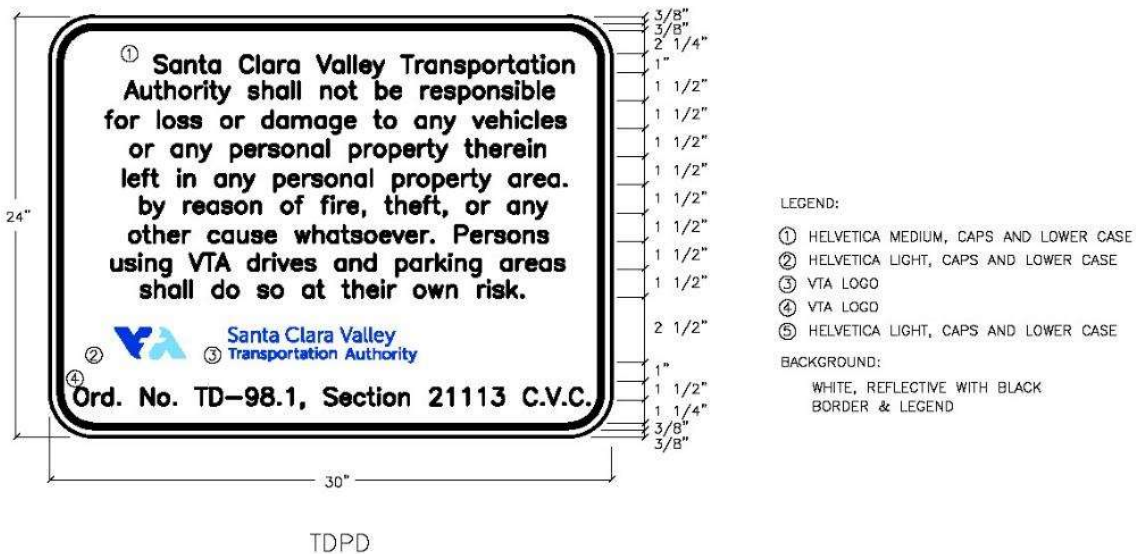 ① Santa Clara Valley Transportation
Authority shall not be responsible
for loss or damage to any vehicles
or any personal property therein
left in any personal property area.
by reason of fire, theft, or any
other cause whatsoever. Persons
using VTA drives and parking areas
shall do so at their own risk.
② VTA ③ Santa Clara Valley
Transportation Authority
④
Ord. No. TD-98.1, Section 21113 C.V.C.
24"
30"
3/8"
3/8"
2 1/4"
1"
1 1/2"
1 1/2"
1 1/2"
1 1/2"
1 1/2"
1 1/2"
1 1/2"
1 1/2"
2 1/2"
1"
1 1/2"
1 1/4"
3/8"
3/8"
LEGEND:
① HELVETICA MEDIUM, CAPS AND LOWER CASE
② HELVETICA LIGHT, CAPS AND LOWER CASE
③ VTA LOGO
④ VTA LOGO
⑤ HELVETICA LIGHT, CAPS AND LOWER CASE
BACKGROUND:
WHITE, REFLECTIVE WITH BLACK
BORDER & LEGEND
TDPD